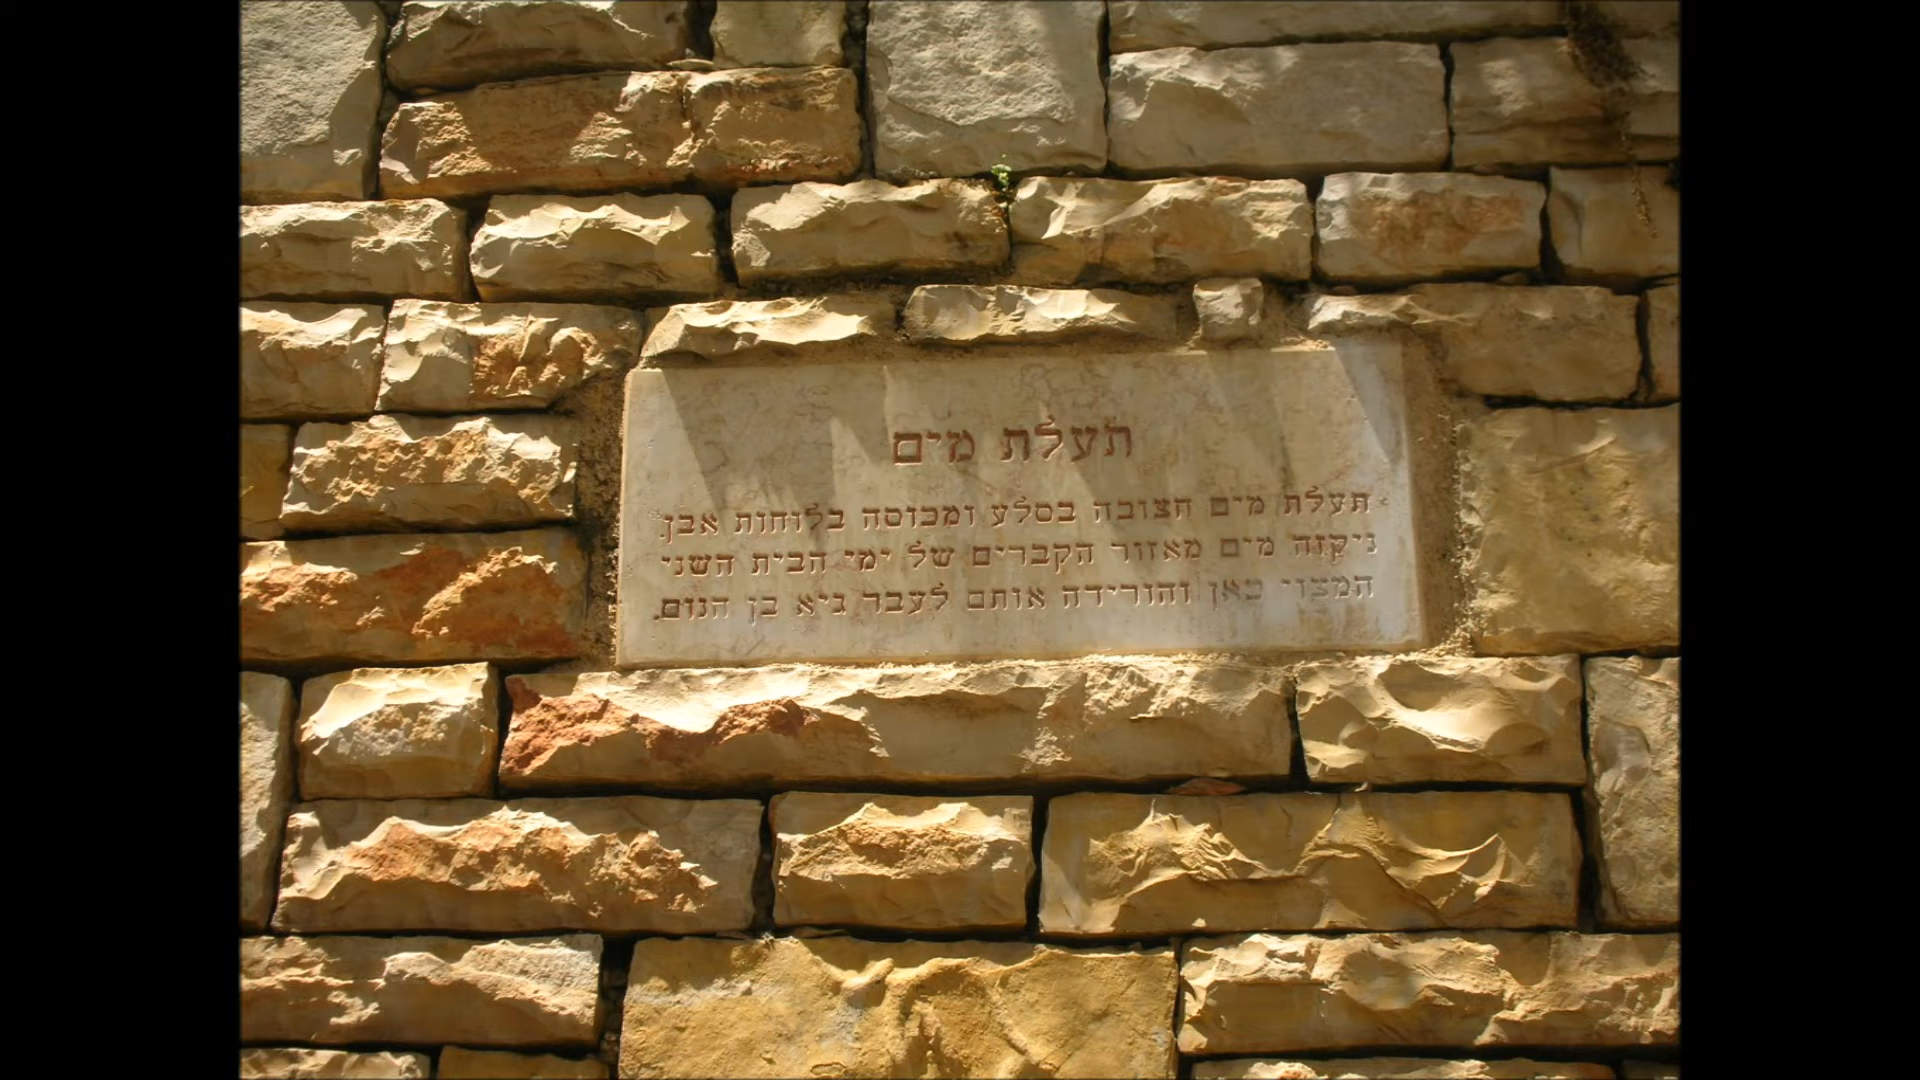 תעלת מים
תעלת מים חצובה בסלע ומכוסה בלוחות אבן.
ניקזה מים מאזור הקברים של ימי הבית השני
המצוי כאן והורידה אותם לעבר גיא בן הנום.